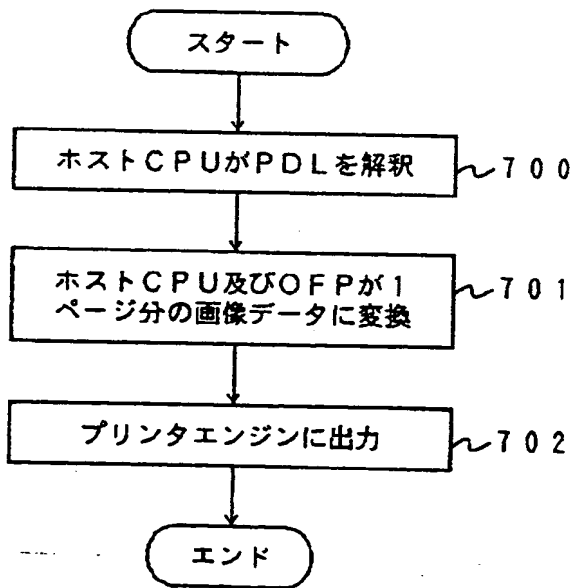 スタート
ホストCPUがPDLを解釈 700
ホストCPU及びOFPが1
ページ分の画像データに変換 701
プリンタエンジンに出力 702
エンド